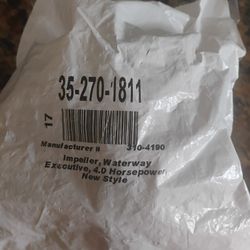 35-270-1811
17
Manufacturer # 310-4190
Impeller, Waterway
Executive, 4.0 Horsepower,
New Style